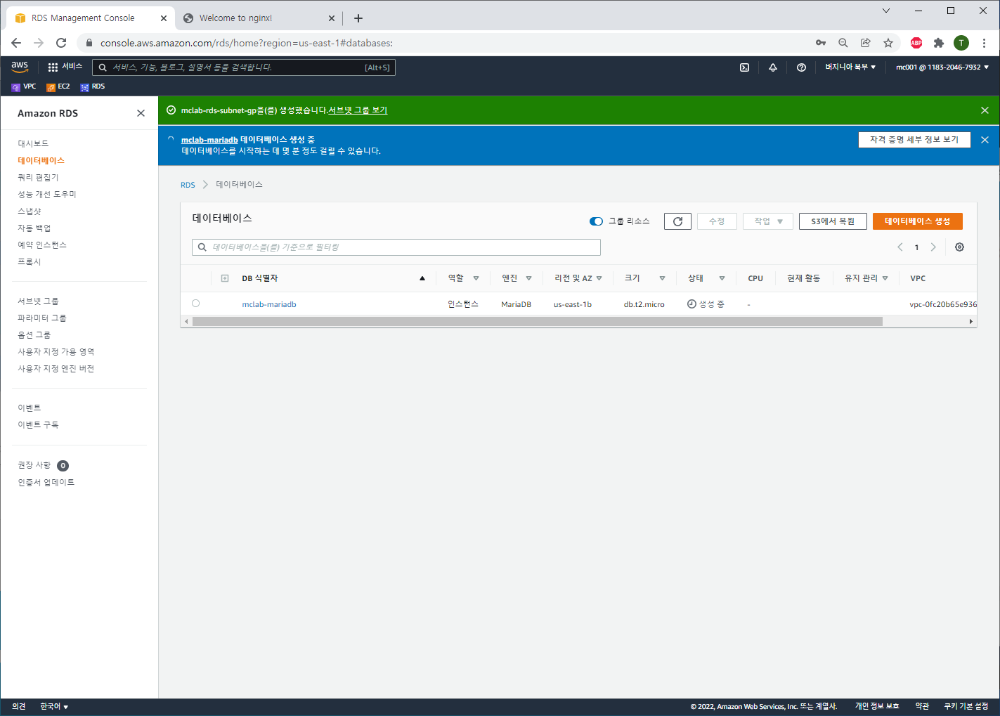 RDS Management Console
Welcome to nginx!
console.aws.amazon.com/rds/home?region=us-east-1#databases:
ABP
T
aws
서비스
서비스, 기능, 블로그, 설명서 등을 검색합니다.
[Alt+S]
버지니아 북부
mc001 @ 1183-2046-7932
VPC
EC2
RDS
Amazon RDS
대시보드
데이터베이스
쿼리 편집기
성능 개선 도우미
스냅샷
자동 백업
예약 인스턴스
프록시
서브넷 그룹
파라미터 그룹
옵션 그룹
사용자 지정 가용 영역
사용자 지정 엔진 버전
이벤트
이벤트 구독
권장 사항 0
인증서 업데이트
mclab-rds-subnet-gp을(를) 생성했습니다.서브넷 그룹 보기
mclab-mariadb 데이터베이스 생성 중
데이터베이스를 시작하는 데 몇 분 정도 걸릴 수 있습니다.
자격 증명 세부 정보 보기
RDS
데이터베이스
데이터베이스
그룹 리소스
수정
작업
S3에서 복원
데이터베이스 생성
데이터베이스을(를) 기준으로 필터링
1
DB 식별자
역할
엔진
리전 및 AZ
크기
상태
CPU
현재 활동
유지 관리
VPC
mclab-mariadb
인스턴스
MariaDB
us-east-1b
db.t2.micro
생성 중
-
vpc-0fc20b65e936
의견
한국어
© 2022, Amazon Web Services, Inc. 또는 계열사.
개인 정보 보호
약관
쿠키 기본 설정